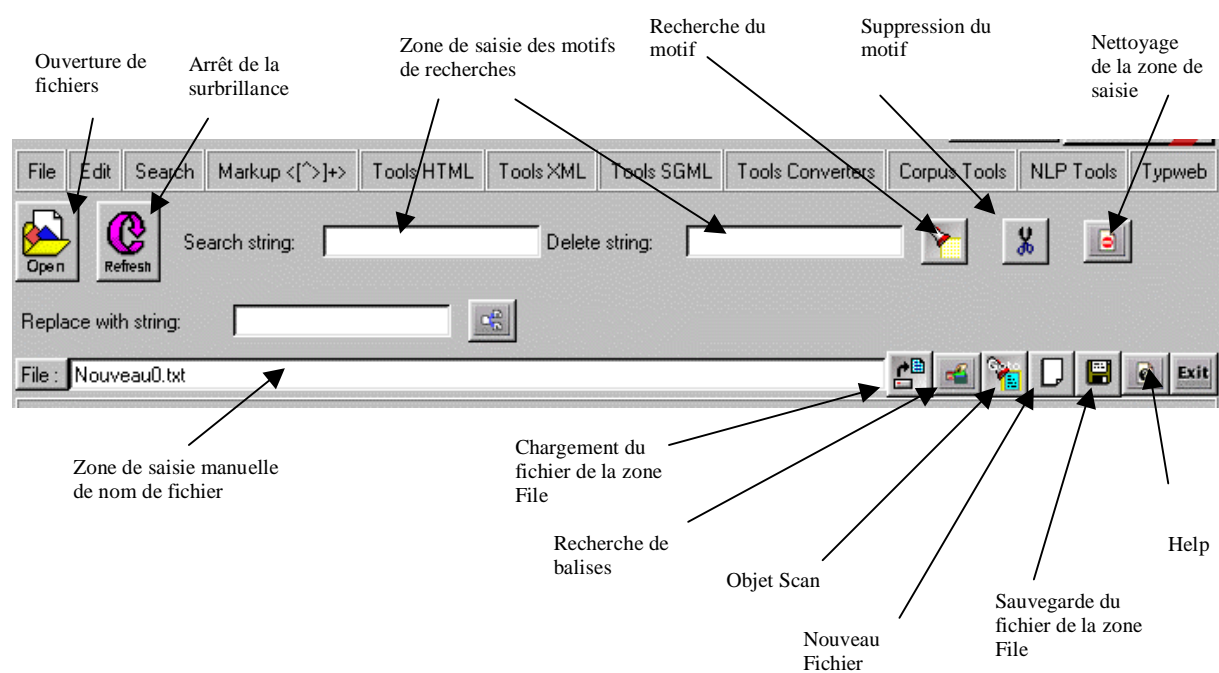 Ouverture de
fichiers
Arrêt de la
surbrillance
Zone de saisie des motifs
de recherches
Recherche du
motif
Suppression du
motif
Nettoyage
de la zone de
saisie
File Edit Search Markup <[^>]+> Tools HTML Tools XML Tools SGML Tools Converters Corpus Tools NLP Tools Typweb
Open
Refresh
Search string:
Delete string:
Replace with string:
File : Nouveau0.txt
Exit
Zone de saisie manuelle
de nom de fichier
Chargement du
fichier de la zone
File
Recherche de
balises
Objet Scan
Nouveau
Fichier
Sauvegarde du
fichier de la zone
File
Help